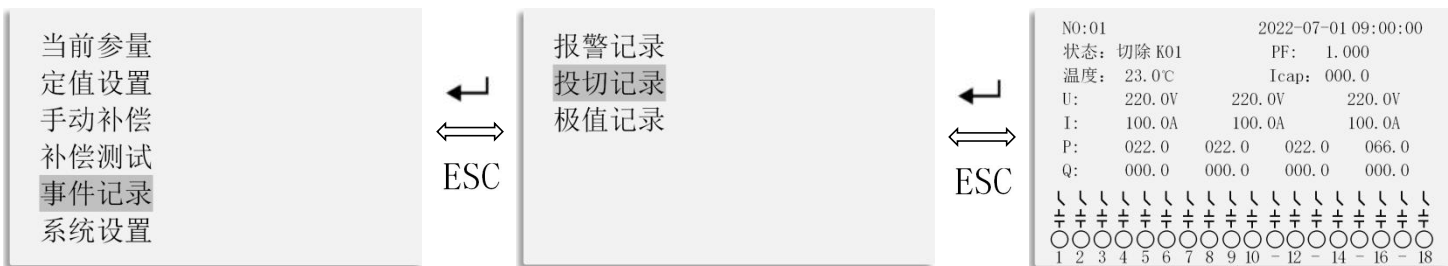 当前参量
定值设置
手动补偿
补偿测试
事件记录
系统设置
ESC
报警记录
投切记录
极值记录
ESC
NO:01 2022-07-01 09:00:00
状态: 切除 K01 PF: 1.000
温度: 23.0℃ Icap: 000.0
U: 220.0V 220.0V 220.0V
I: 100.0A 100.0A 100.0A
P: 022.0 022.0 022.0 066.0
Q: 000.0 000.0 000.0 000.0
1 2 3 4 5 6 7 8 9 10 - 12 - 14 - 16 - 18